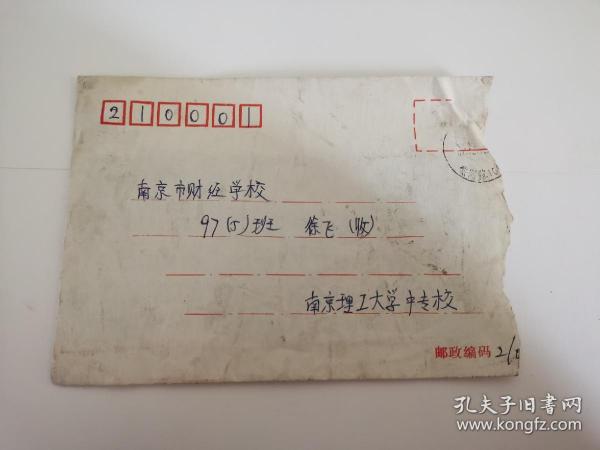 210001
南京市财经学校
97(5)班 徐飞(收)
南京理工大学中专校
邮政编码 21
孔夫子旧书网
www.kongfz.com